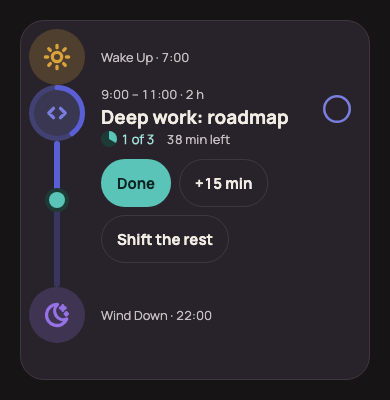 Wake Up · 7:00
9:00 – 11:00 · 2 h
Deep work: roadmap
1 of 3 38 min left
Done
+15 min
Shift the rest
Wind Down · 22:00